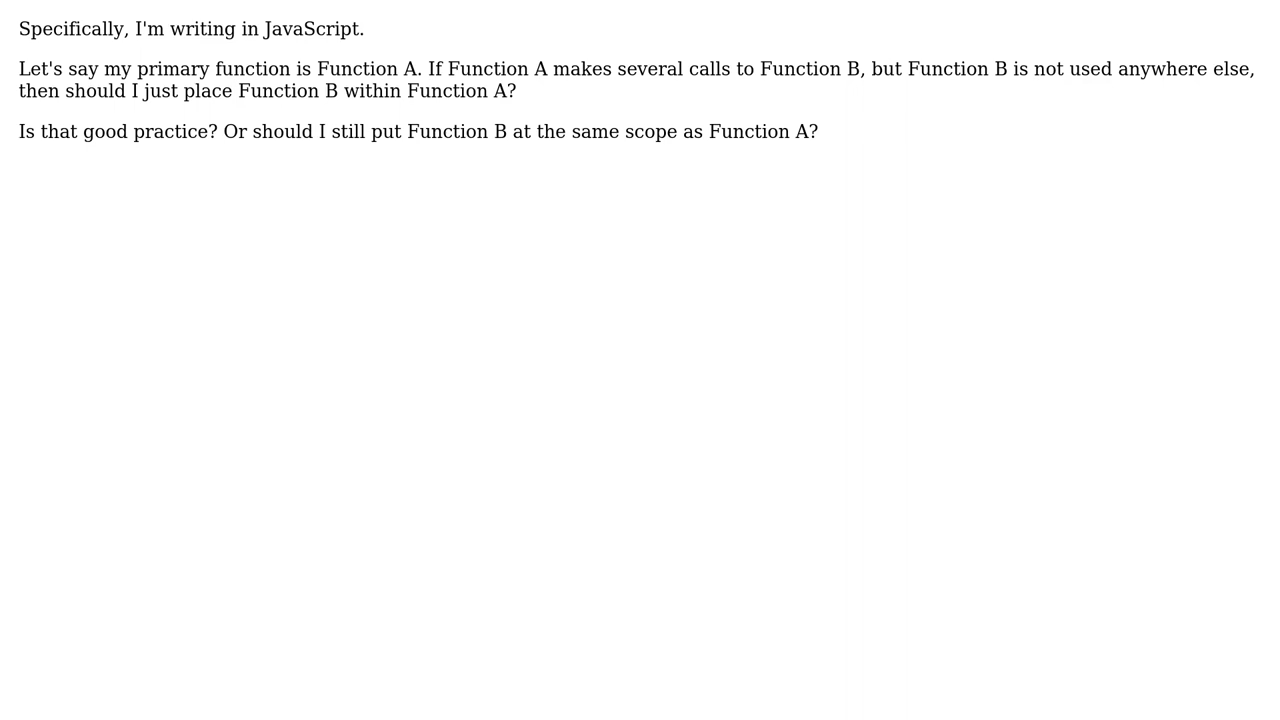 Specifically, I'm writing in JavaScript.
Let's say my primary function is Function A. If Function A makes several calls to Function B, but Function B is not used anywhere else,
then should I just place Function B within Function A?
Is that good practice? Or should I still put Function B at the same scope as Function A?